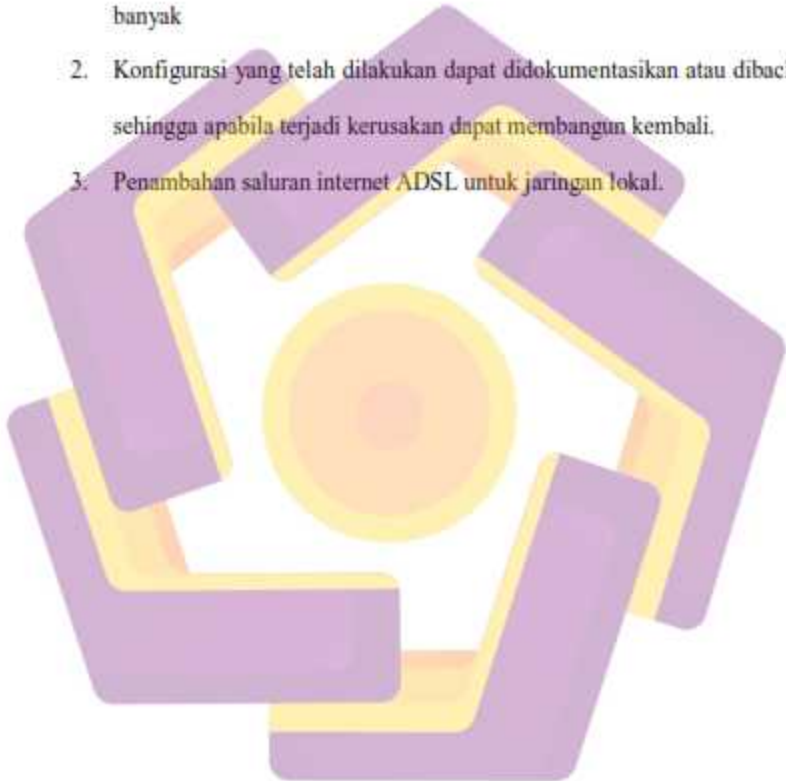 banyak
2. Konfigurasi yang telah dilakukan dapat didokumentasikan atau
sehingga apabila terjadi kerusakan dapat membangun kembali.
3. Penambahan saluran internet ADSL untuk jaringan lokal.